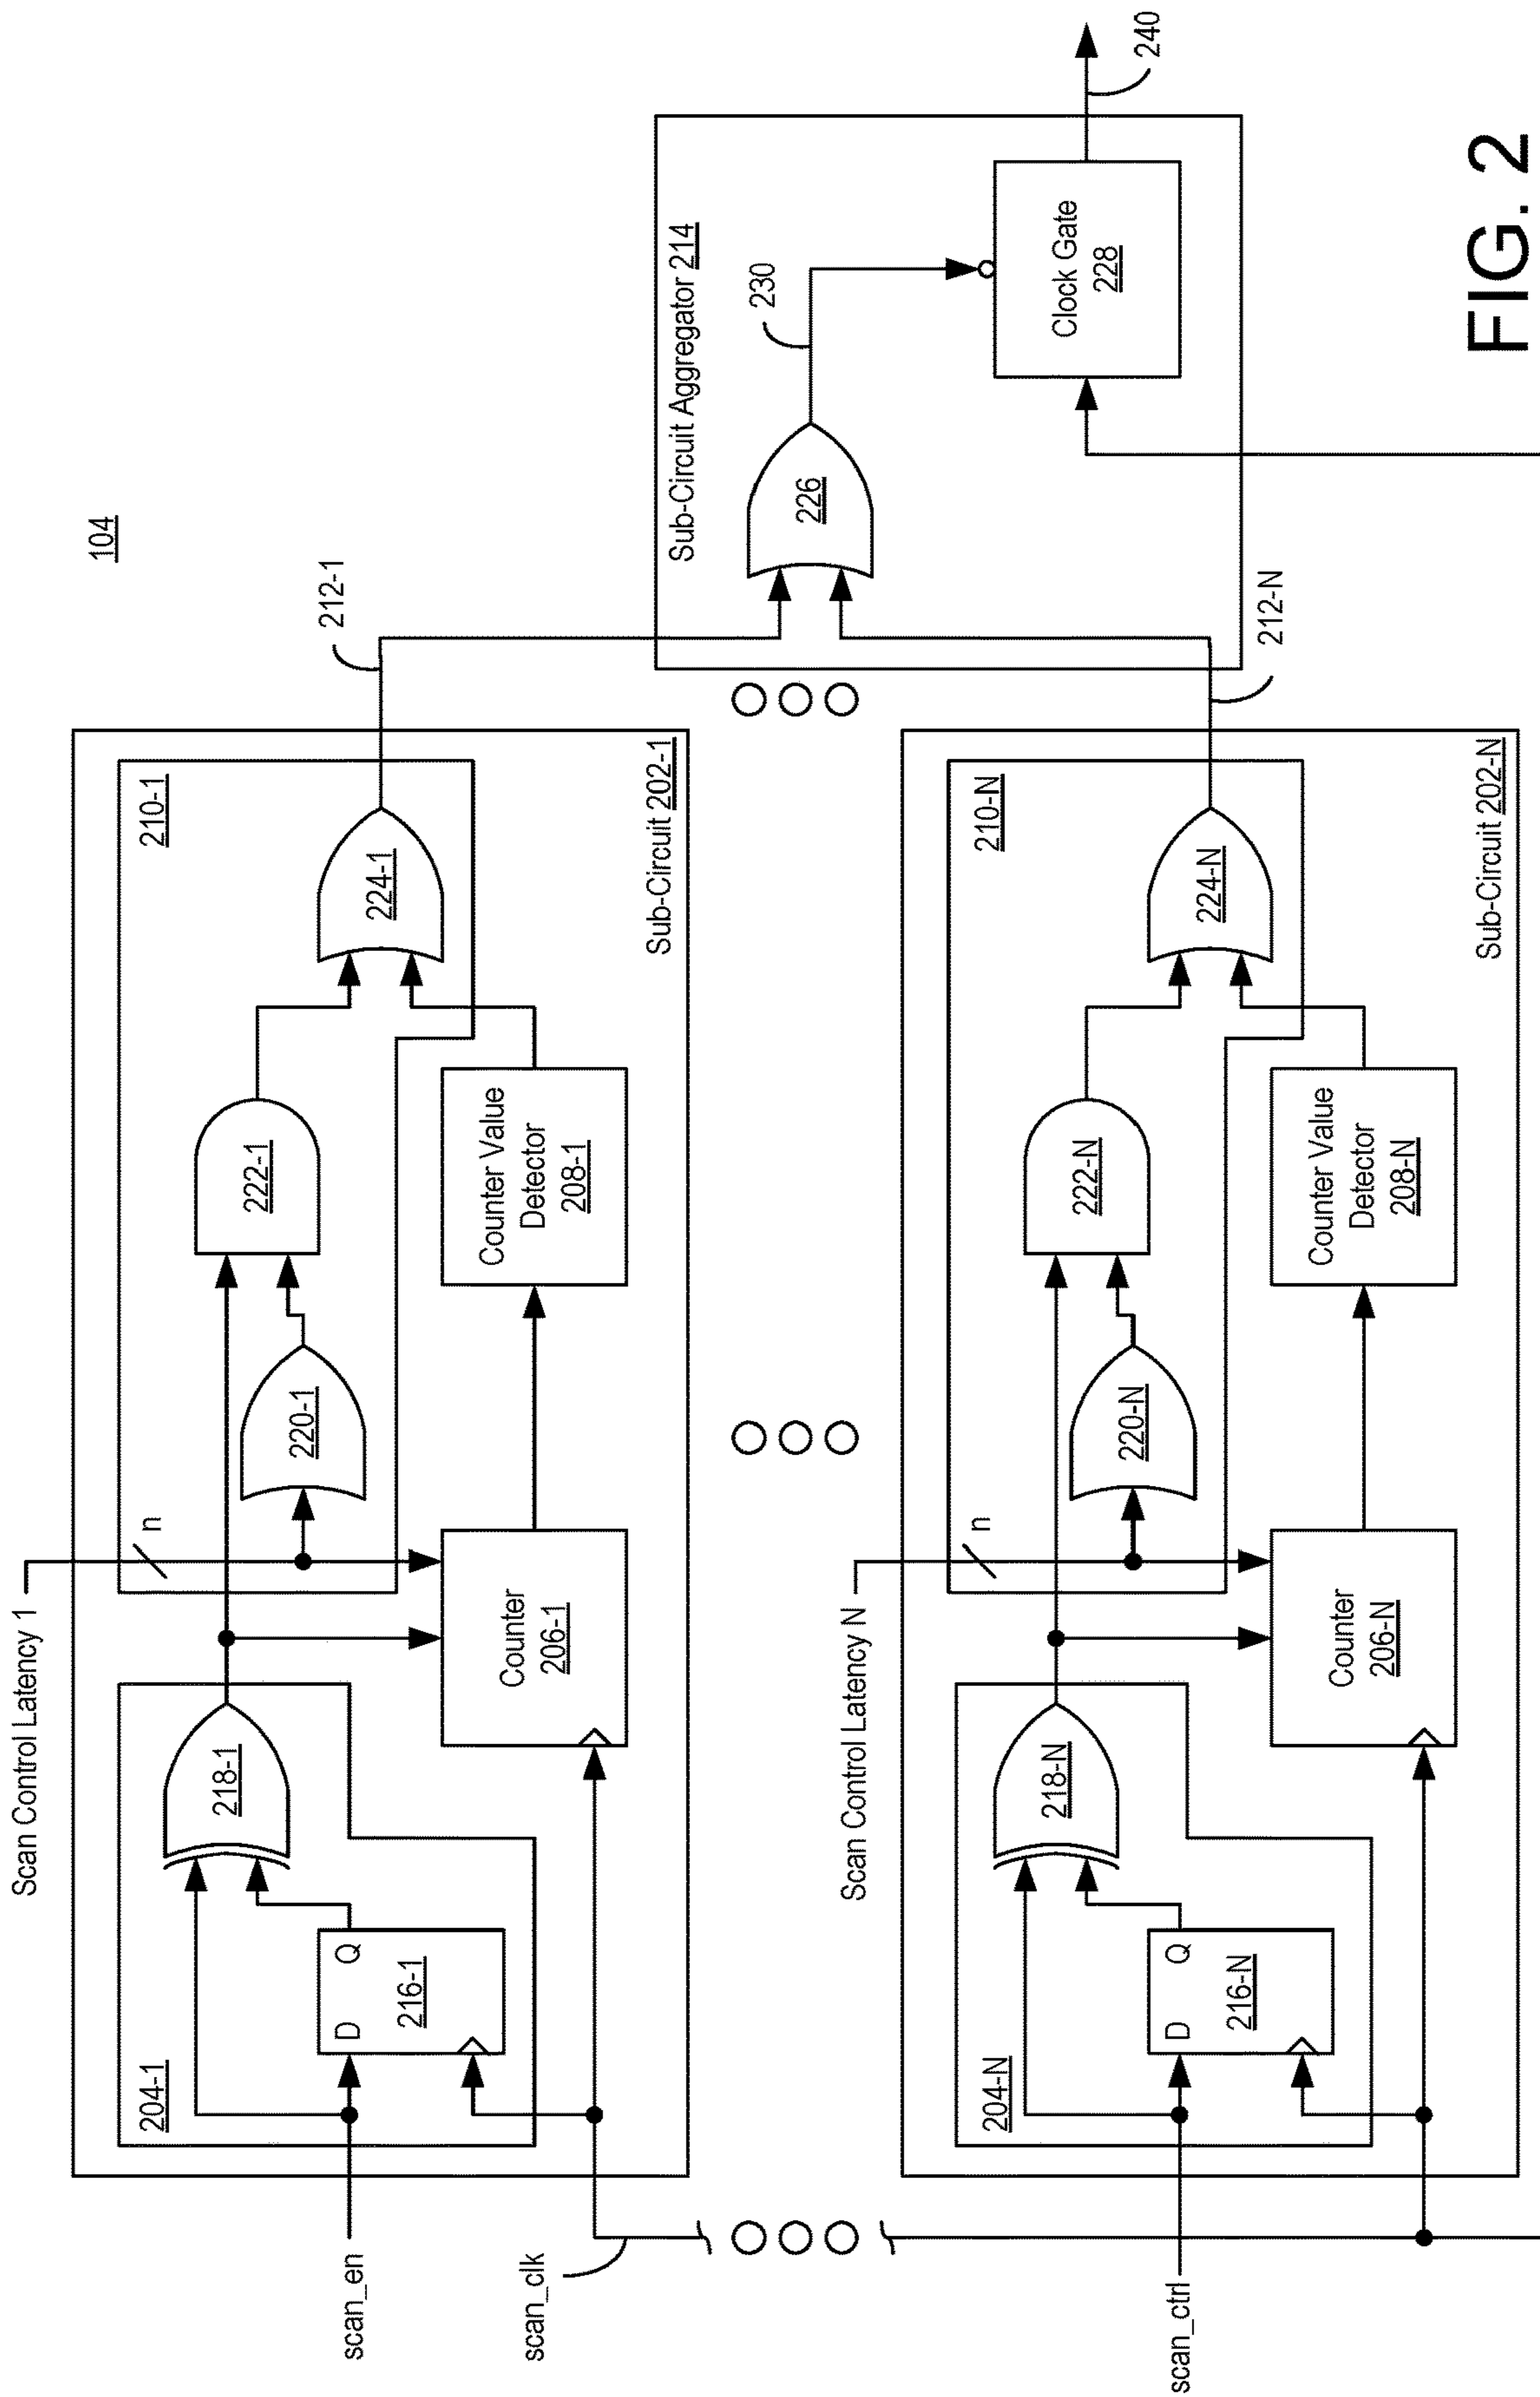 104
Scan Control Latency 1
n
204-1
218-1
D
Q
216-1
scan_en
scan_clk
220-1
222-1
210-1
224-1
Counter
206-1
Counter Value
Detector
208-1
Sub-Circuit 202-1
212-1
Sub-Circuit Aggregator 214
226
230
Clock Gate
228
240
Scan Control Latency N
n
204-N
218-N
D
Q
216-N
scan_ctrl
220-N
222-N
210-N
224-N
Counter
206-N
Counter Value
Detector
208-N
Sub-Circuit 202-N
212-N
FIG. 2